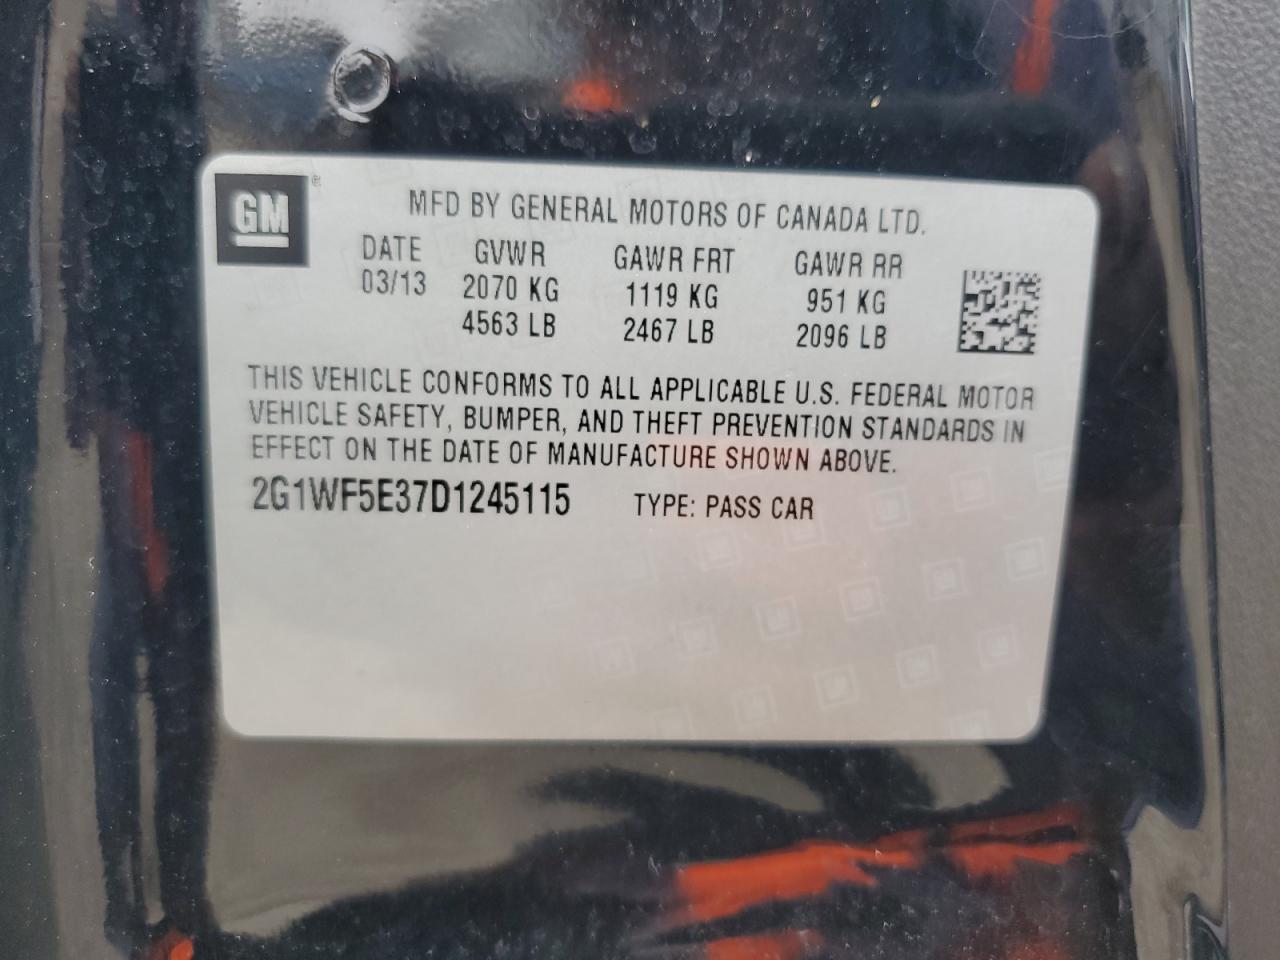 GM ®
MFD BY GENERAL MOTORS OF CANADA LTD.
DATE GVWR GAWR FRT GAWR RR
03/13 2070 KG 1119 KG 951 KG
4563 LB 2467 LB 2096 LB
THIS VEHICLE CONFORMS TO ALL APPLICABLE U.S. FEDERAL MOTOR
VEHICLE SAFETY, BUMPER, AND THEFT PREVENTION STANDARDS IN
EFFECT ON THE DATE OF MANUFACTURE SHOWN ABOVE.
2G1WF5E37D1245115 TYPE: PASS CAR